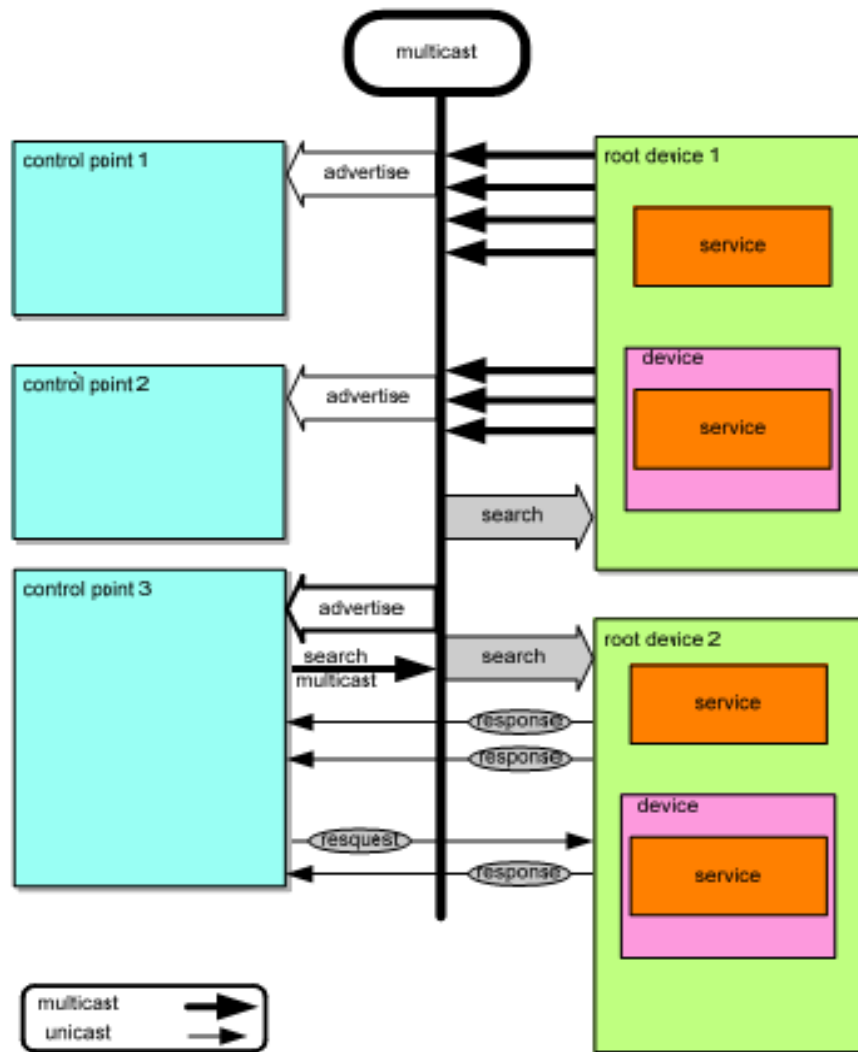 multicast
control point 1
advertise
root device 1
service
control point 2
advertise
device
service
search
control point 3
advertise
search
multicast
search
root device 2
service
response
response
device
resquest
service
response
multicast
unicast